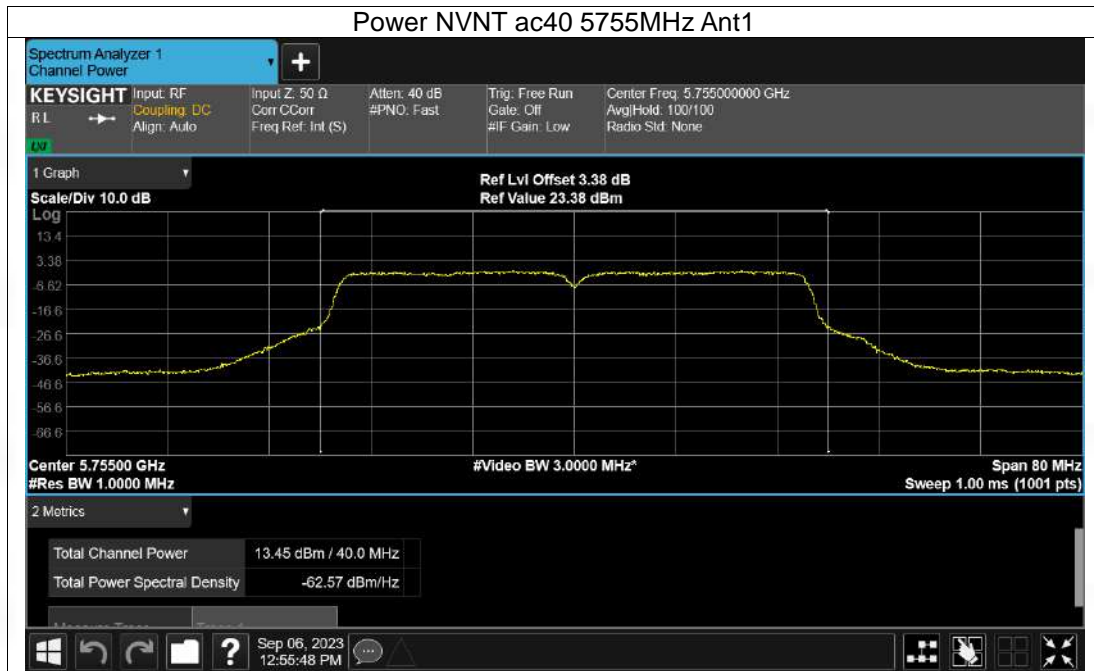 Power NVNT ac40 5755MHz Ant1
Spectrum Analyzer 1
Channel Power
KEYSIGHT
R L
LXI
Input: RF
Coupling: DC
Align: Auto
Input Z: 50 Ω
Corr CCorr
Freq Ref: Int (S)
Atten: 40 dB
#PNO: Fast
Trig: Free Run
Gate: Off
#IF Gain: Low
Center Freq: 5.755000000 GHz
Avg|Hold: 100/100
Radio Std: None
1 Graph
Scale/Div 10.0 dB
Ref Lvl Offset 3.38 dB
Ref Value 23.38 dBm
Log
13.4
3.38
-6.62
-16.6
-26.6
-36.6
-46.6
-56.6
-66.6
Center 5.75500 GHz
#Res BW 1.0000 MHz
#Video BW 3.0000 MHz*
Span 80 MHz
Sweep 1.00 ms (1001 pts)
2 Metrics
Total Channel Power 13.45 dBm / 40.0 MHz
Total Power Spectral Density -62.57 dBm/Hz
?
Sep 06, 2023
12:55:48 PM